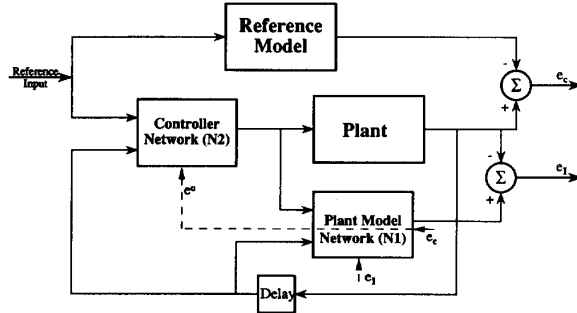 Reference
Model
Reference
Input
-
e_c
Σ
+
Controller
Network (N2)
Plant
-
e_I
Σ
+
e^o
Plant Model
Network (N1)
e_c
e_I
Delay